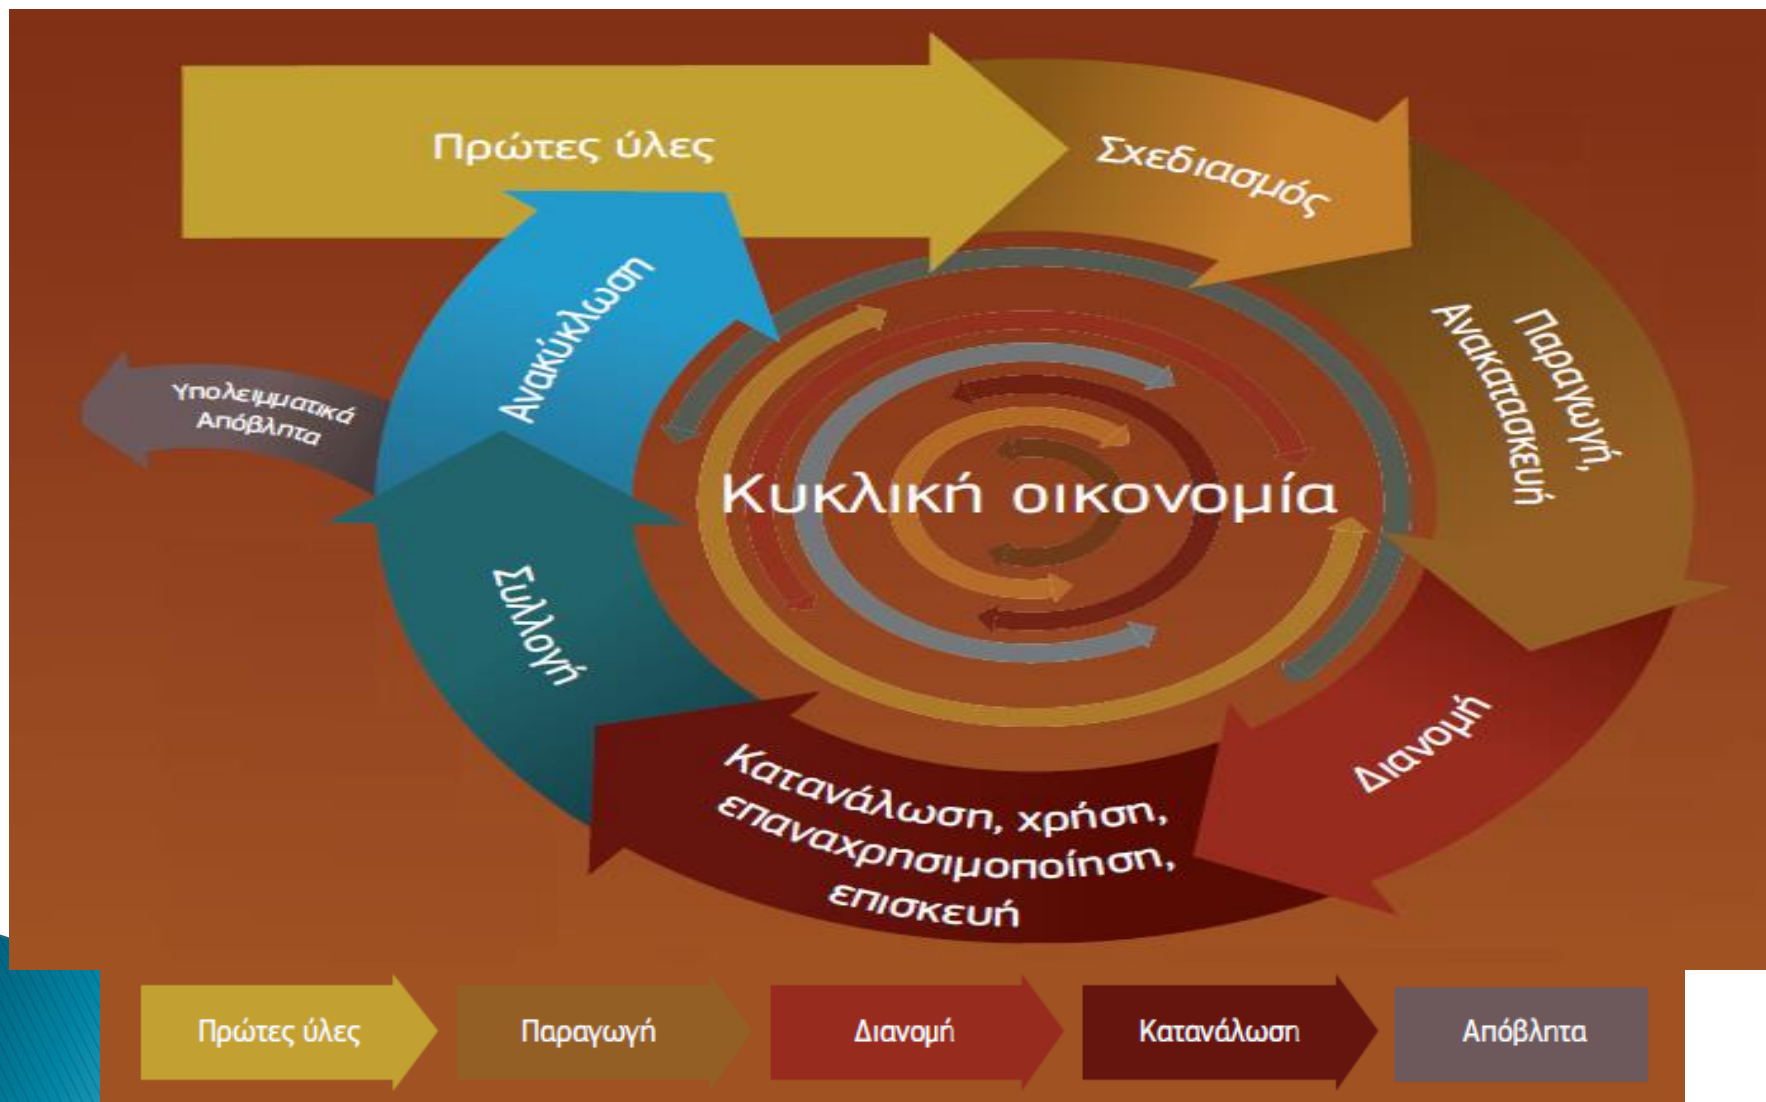 Πρώτες ύλες
Σχεδιασμός
Παραγωγή,
Ανακατασκευή
Διανομή
Κατανάλωση, χρήση,
επαναχρησιμοποίηση,
επισκευή
Συλλογή
Ανακύκλωση
Υπολειμματικά
Απόβλητα
Κυκλική οικονομία
Πρώτες ύλες
Παραγωγή
Διανομή
Κατανάλωση
Απόβλητα